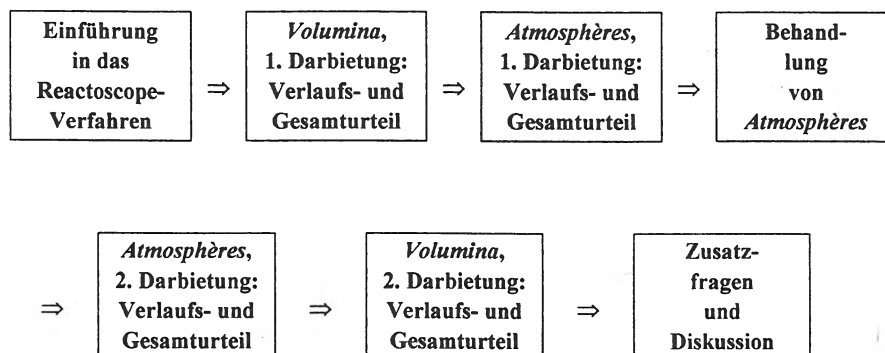 Einführung
in das
Reactoscope-
Verfahren
⇒
Volumina,
1. Darbietung:
Verlaufs- und
Gesamturteil
⇒
Atmosphères,
1. Darbietung:
Verlaufs- und
Gesamturteil
⇒
Behand-
lung
von
Atmosphères
⇒
Atmosphères,
2. Darbietung:
Verlaufs- und
Gesamturteil
⇒
Volumina,
2. Darbietung:
Verlaufs- und
Gesamturteil
⇒
Zusatz-
fragen
und
Diskussion